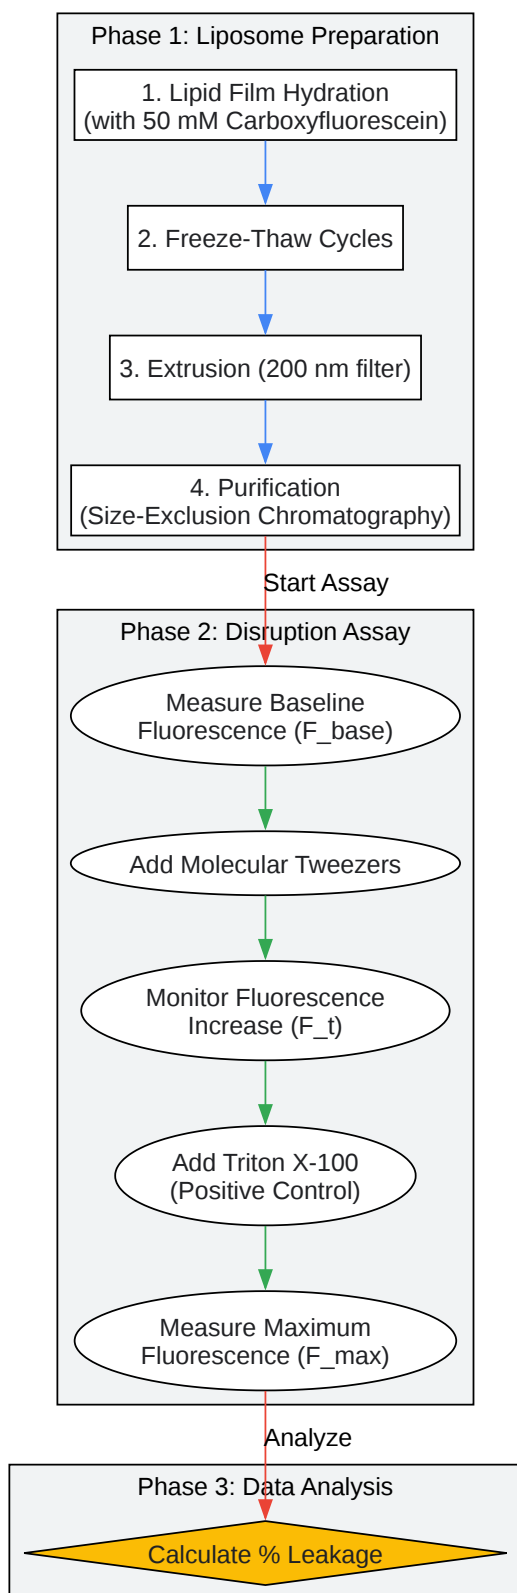 Phase 1: Liposome Preparation
1. Lipid Film Hydration
(with 50 mM Carboxyfluorescein)
2. Freeze-Thaw Cycles
3. Extrusion (200 nm filter)
4. Purification
(Size-Exclusion Chromatography)
Start Assay
Phase 2: Disruption Assay
Measure Baseline
Fluorescence (F_base)
Add Molecular Tweezers
Monitor Fluorescence
Increase (F_t)
Add Triton X-100
(Positive Control)
Measure Maximum
Fluorescence (F_max)
Analyze
Phase 3: Data Analysis
Calculate % Leakage